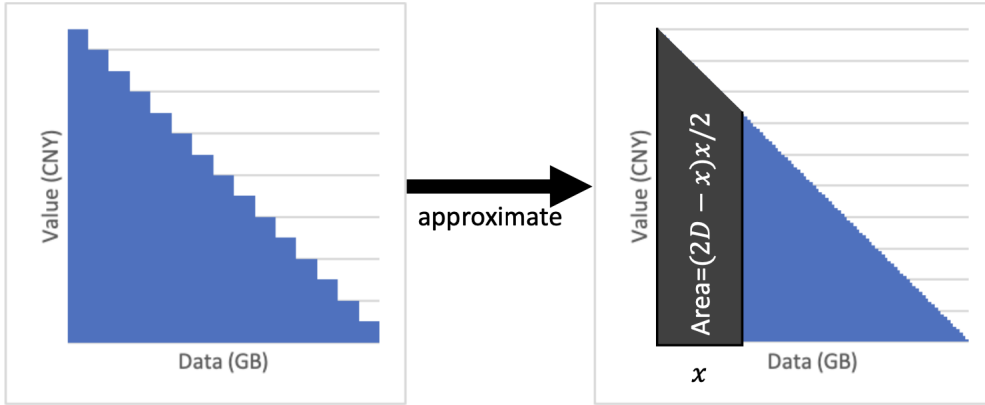 Value (CNY)
Data (GB)
approximate
Value (CNY)
Area=(2D − x)x/2
Data (GB)
x